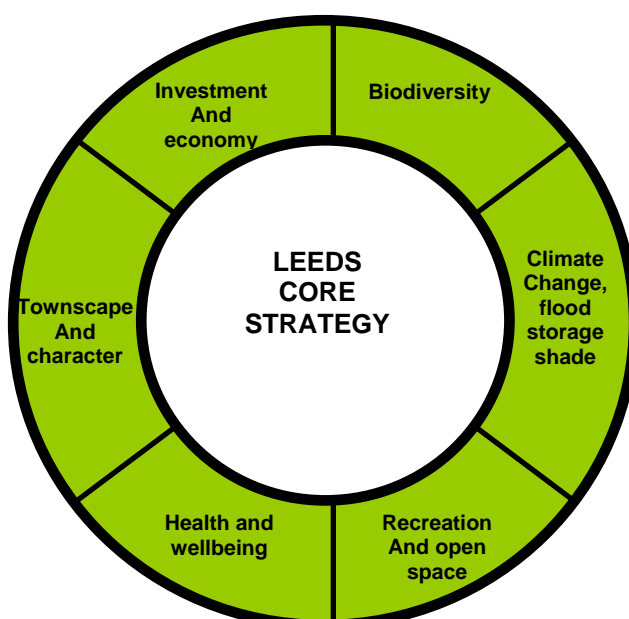 Investment
And
economy
Biodiversity
LEEDS
CORE
STRATEGY
Climate
Change,
flood
storage
shade
Townscape
And
character
Health and
wellbeing
Recreation
And open
space